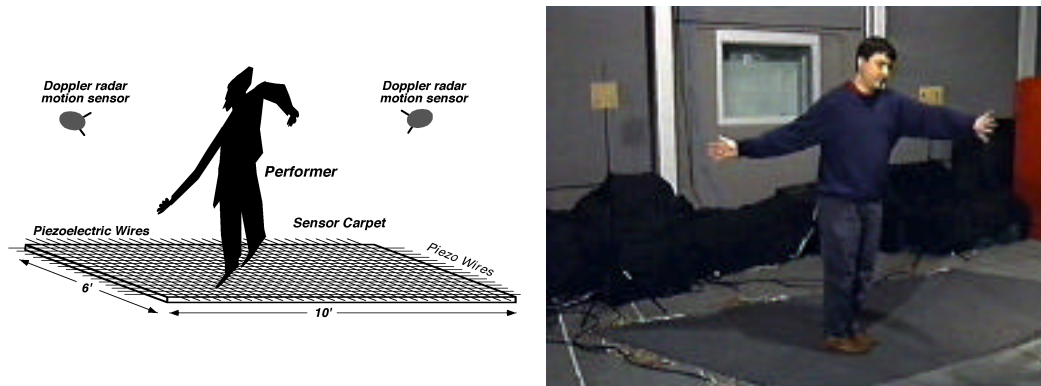 Doppler radar
motion sensor
Doppler radar
motion sensor
Performer
Sensor Carpet
Piezoelectric Wires
Piezo Wires
6'
10'